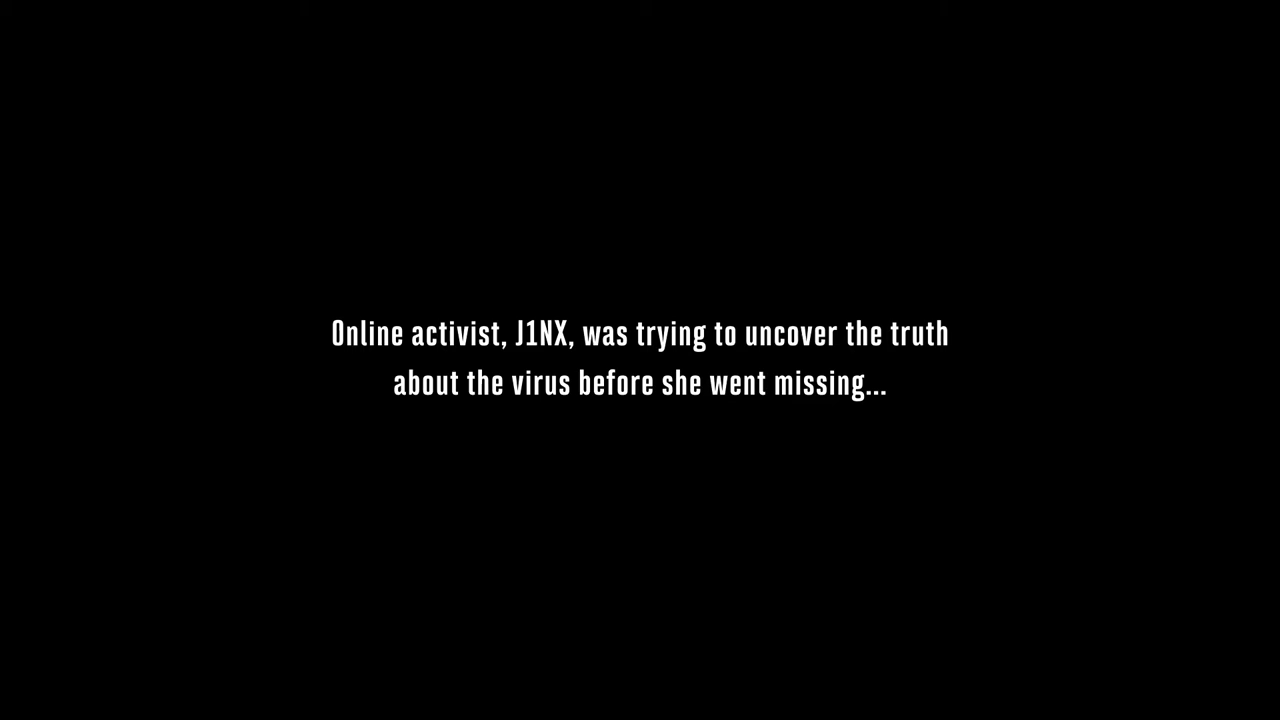 Online activist, J1NX, was trying to uncover the truth
about the virus before she went missing...